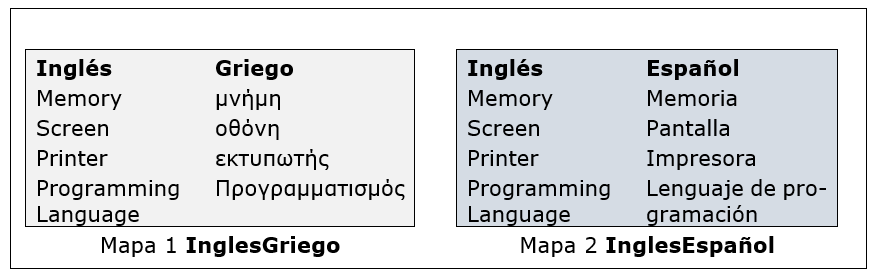 Inglés Griego
Memory μνήμη
Screen οθόνη
Printer εκτυπωτής
Programming Προγραμματισμός
Language
Mapa 1 InglesGriego
Inglés Español
Memory Memoria
Screen Pantalla
Printer Impresora
Programming Lenguaje de pro-
Language gramación
Mapa 2 InglesEspañol